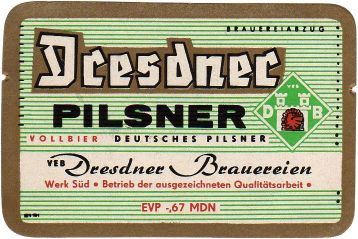 BRAUEREIABZUG
Dresdner
PILSNER
VEB
D B
VOLLBIER DEUTSCHES PILSNER
VEB Dresdner Brauereien
Werk Süd • Betrieb der ausgezeichneten Qualitätsarbeit •
EVP -,67 MDN